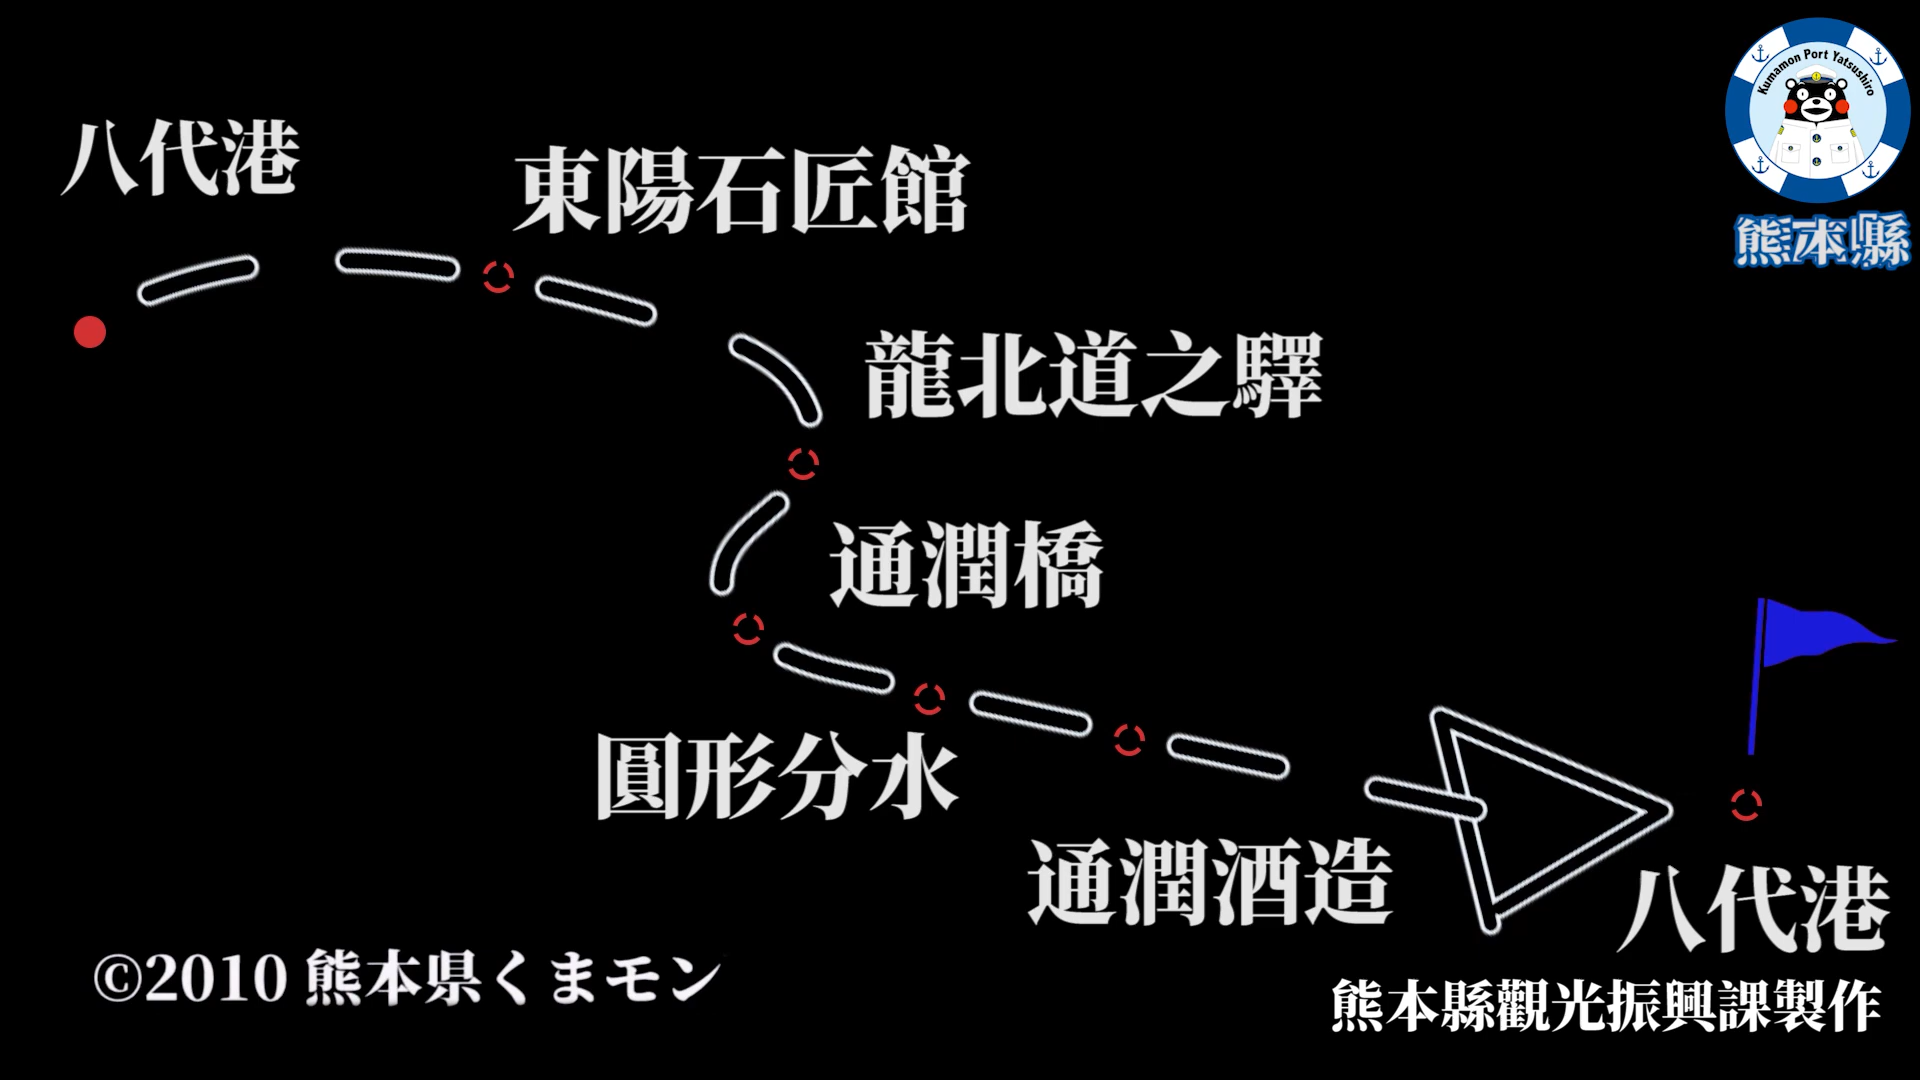 Kumamon Port Yatsushiro
熊本縣
八代港
東陽石匠館
龍北道之驛
通潤橋
圓形分水
通潤酒造
八代港
©2010 熊本県くまモン
熊本縣觀光振興課製作